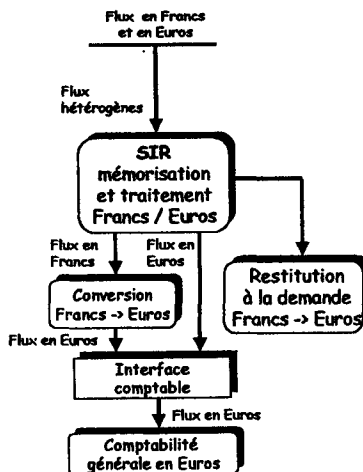 Flux en Francs
et en Euros
Flux
hétérogènes
SIR
mémorisation
et traitement
Francs / Euros
Flux en
Francs
Flux en
Euros
Restitution
à la demande
Francs -> Euros
Conversion
Francs -> Euros
Flux en Euros
Interface
comptable
Flux en Euros
Comptabilité
générale en Euros